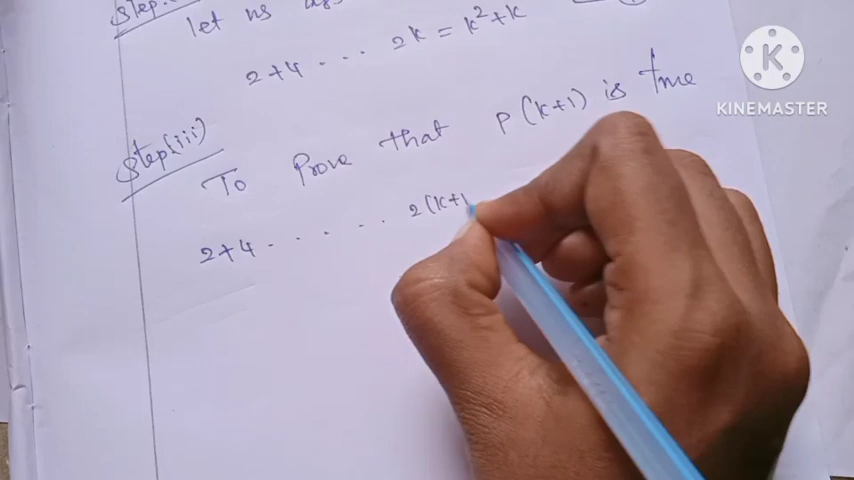 let us
2+4 ... 2k = k²+k
Step(iii)
To Prove that P(k+1) is true
2+4 ..... 2(k+1
KINEMASTER